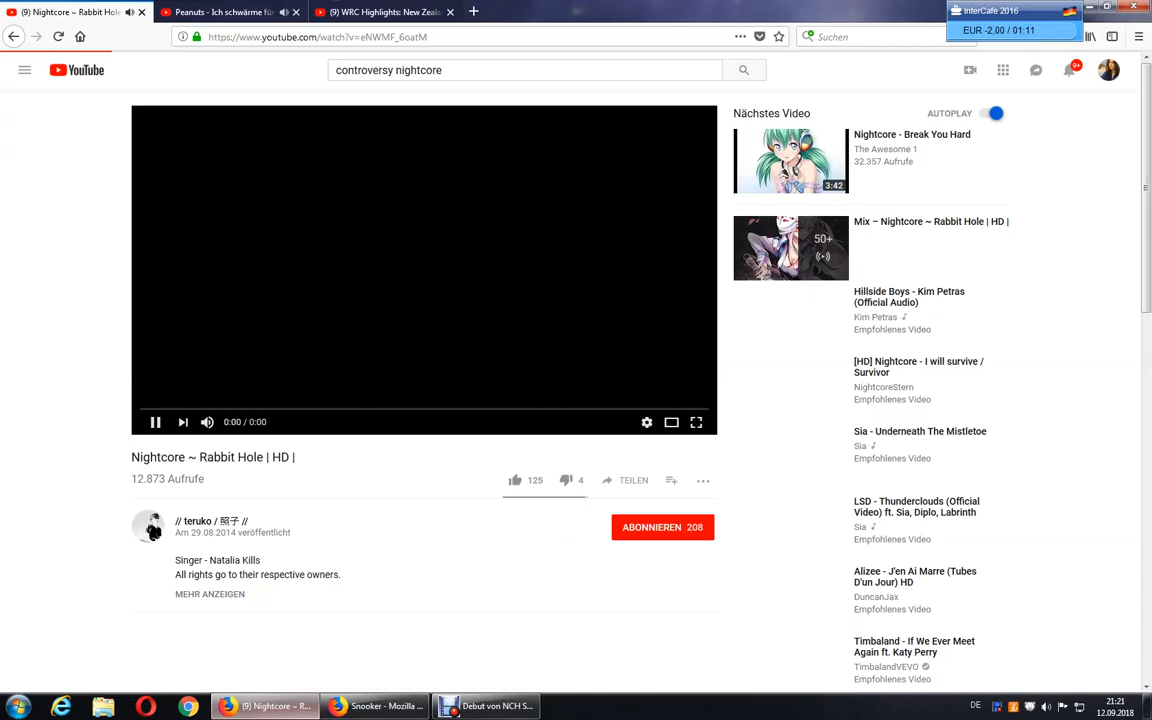 (9) Nightcore ~ Rabbit Hole
Peanuts - Ich schwärme für
(9) WRC Highlights: New Zeal
InterCafe 2016
EUR -2,00 / 01:11
https://www.youtube.com/watch?v=eNWMF_6oatM
Suchen
YouTube
controversy nightcore
9+
Nächstes Video
AUTOPLAY
Nightcore - Break You Hard
The Awesome 1
32.357 Aufrufe
3:42
Mix – Nightcore ~ Rabbit Hole | HD |
50+
Hillside Boys - Kim Petras
(Official Audio)
Kim Petras
Empfohlenes Video
[HD] Nightcore - I will survive /
Survivor
NightcoreStern
Empfohlenes Video
Sia - Underneath The Mistletoe
Sia
Empfohlenes Video
LSD - Thunderclouds (Official
Video) ft. Sia, Diplo, Labrinth
Sia
Empfohlenes Video
Alizee - J'en Ai Marre (Tubes
D'un Jour) HD
DuncanJax
Empfohlenes Video
Timbaland - If We Ever Meet
Again ft. Katy Perry
TimbalandVEVO
Empfohlenes Video
0:00 / 0:00
Nightcore ~ Rabbit Hole | HD |
12.873 Aufrufe
125
4
TEILEN
// teruko / 照子 //
Am 29.08.2014 veröffentlicht
ABONNIEREN 208
Singer - Natalia Kills
All rights go to their respective owners.
MEHR ANZEIGEN
(9) Nightcore ~ R...
Snooker - Mozilla ...
Debut von NCH S...
DE
21:21
12.09.2018